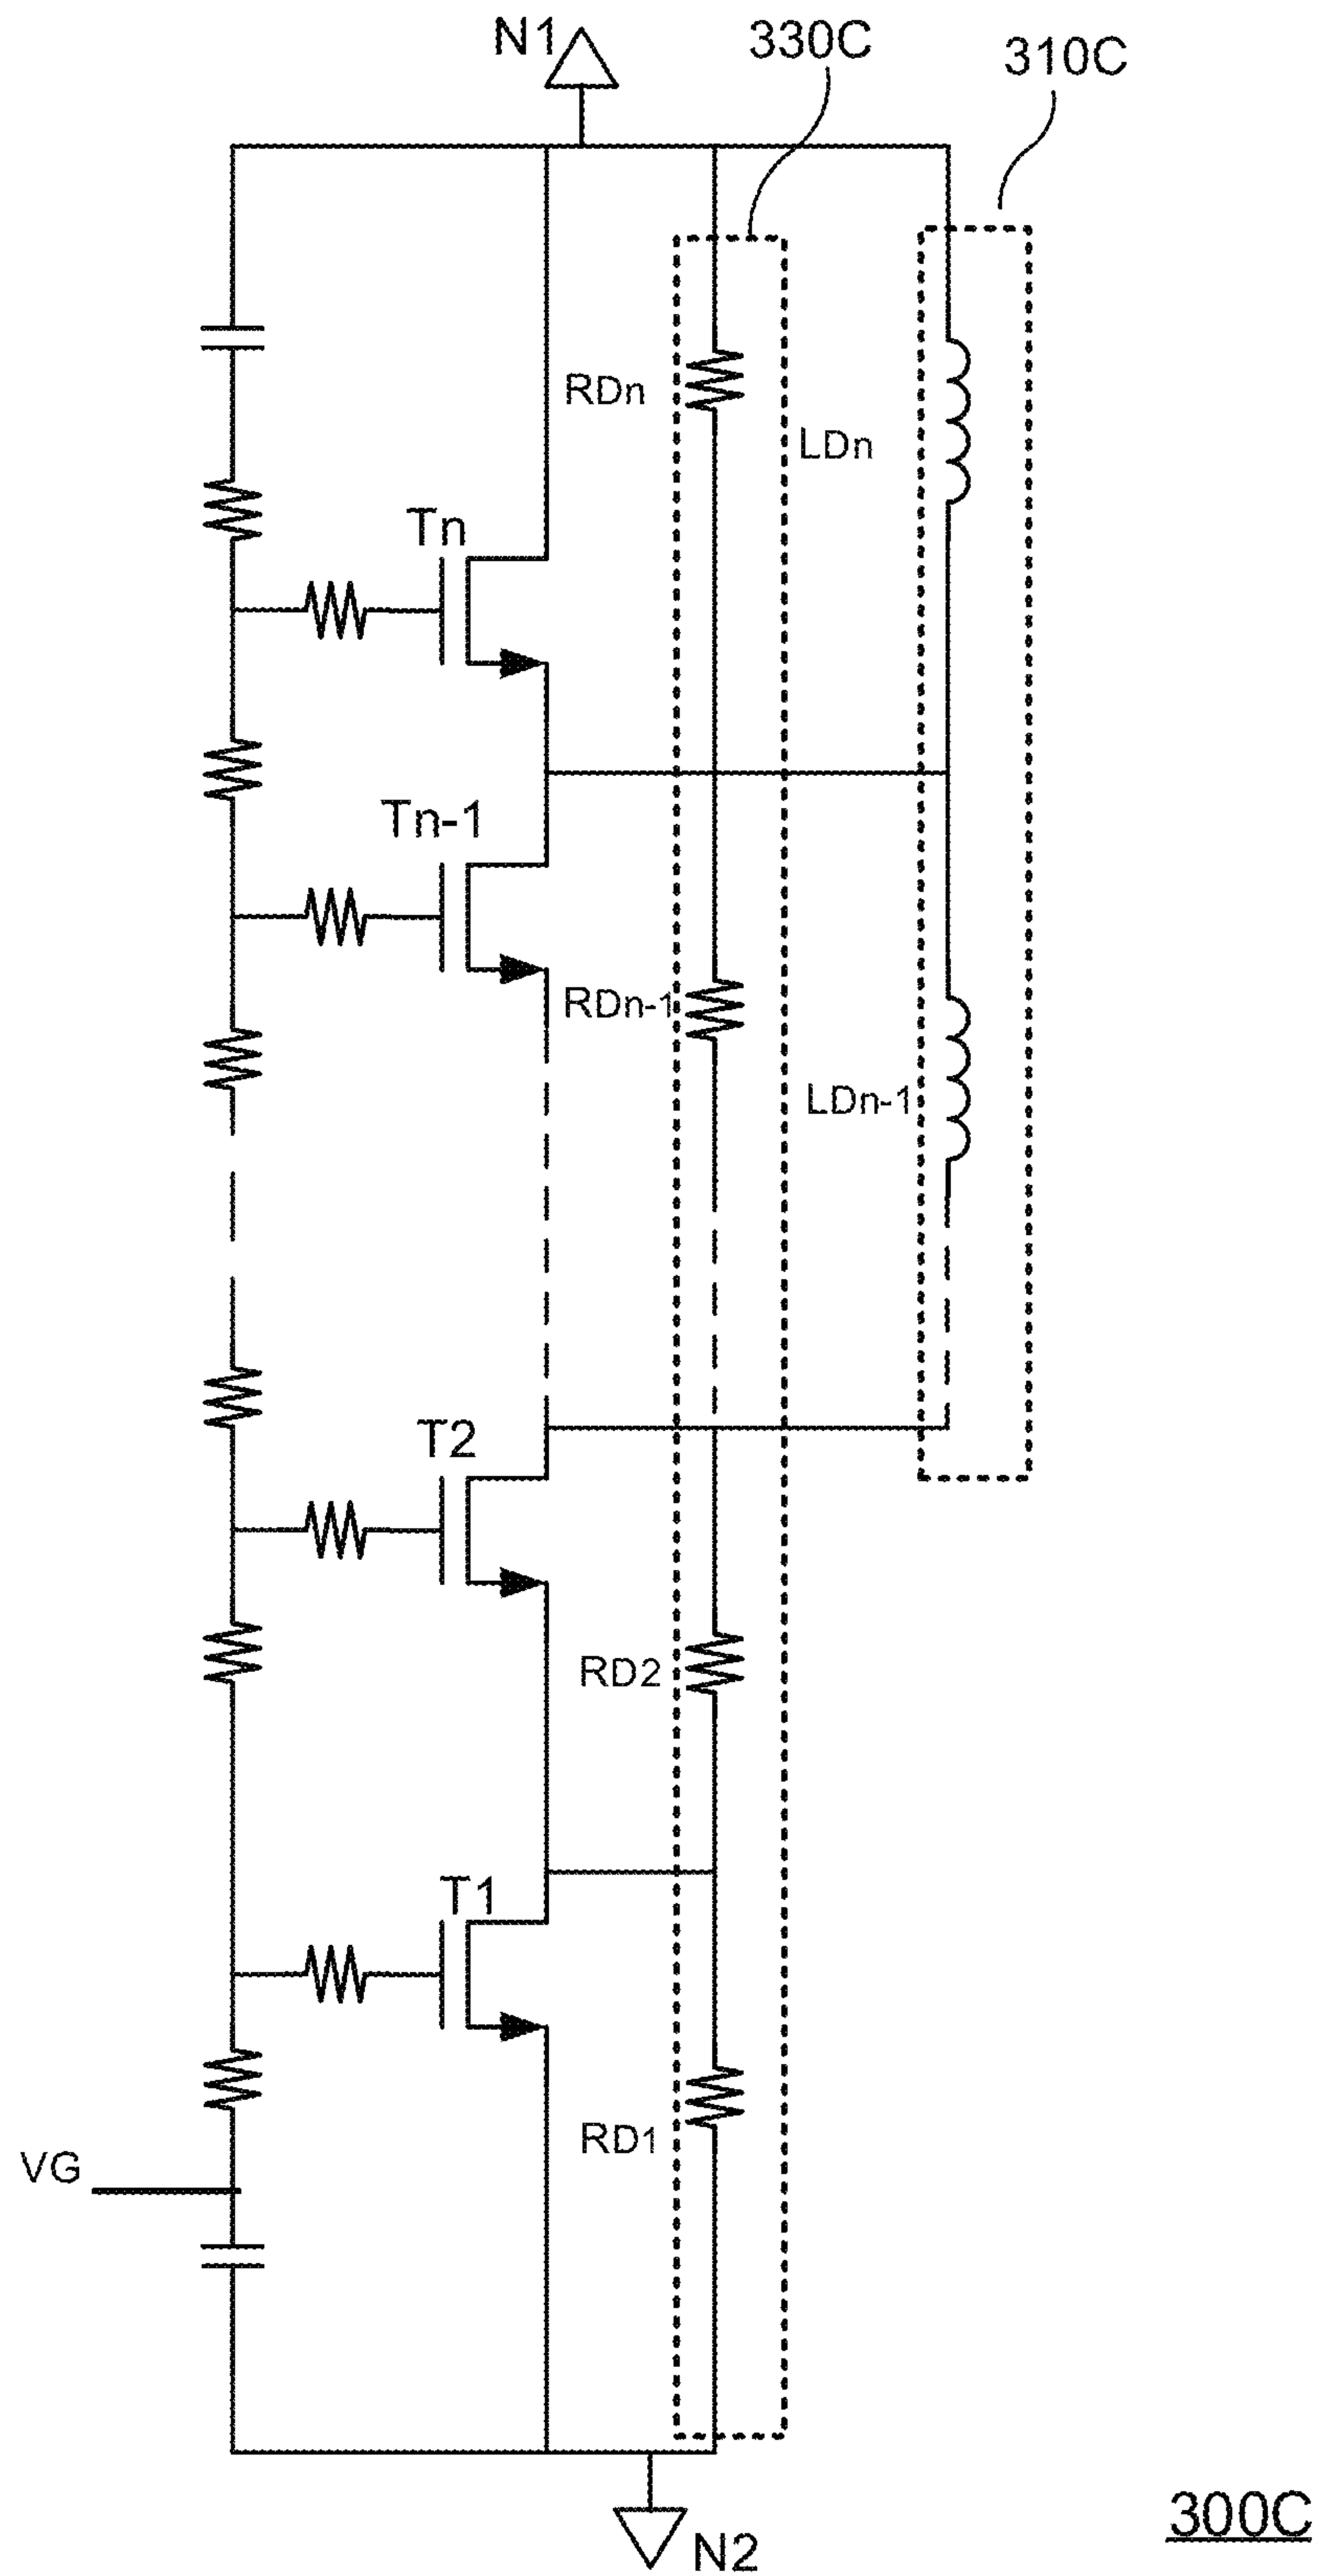 N1
330C
310C
RDn
LDn
Tn
Tn-1
RDn-1
LDn-1
T2
RD2
T1
RD1
VG
300C
N2